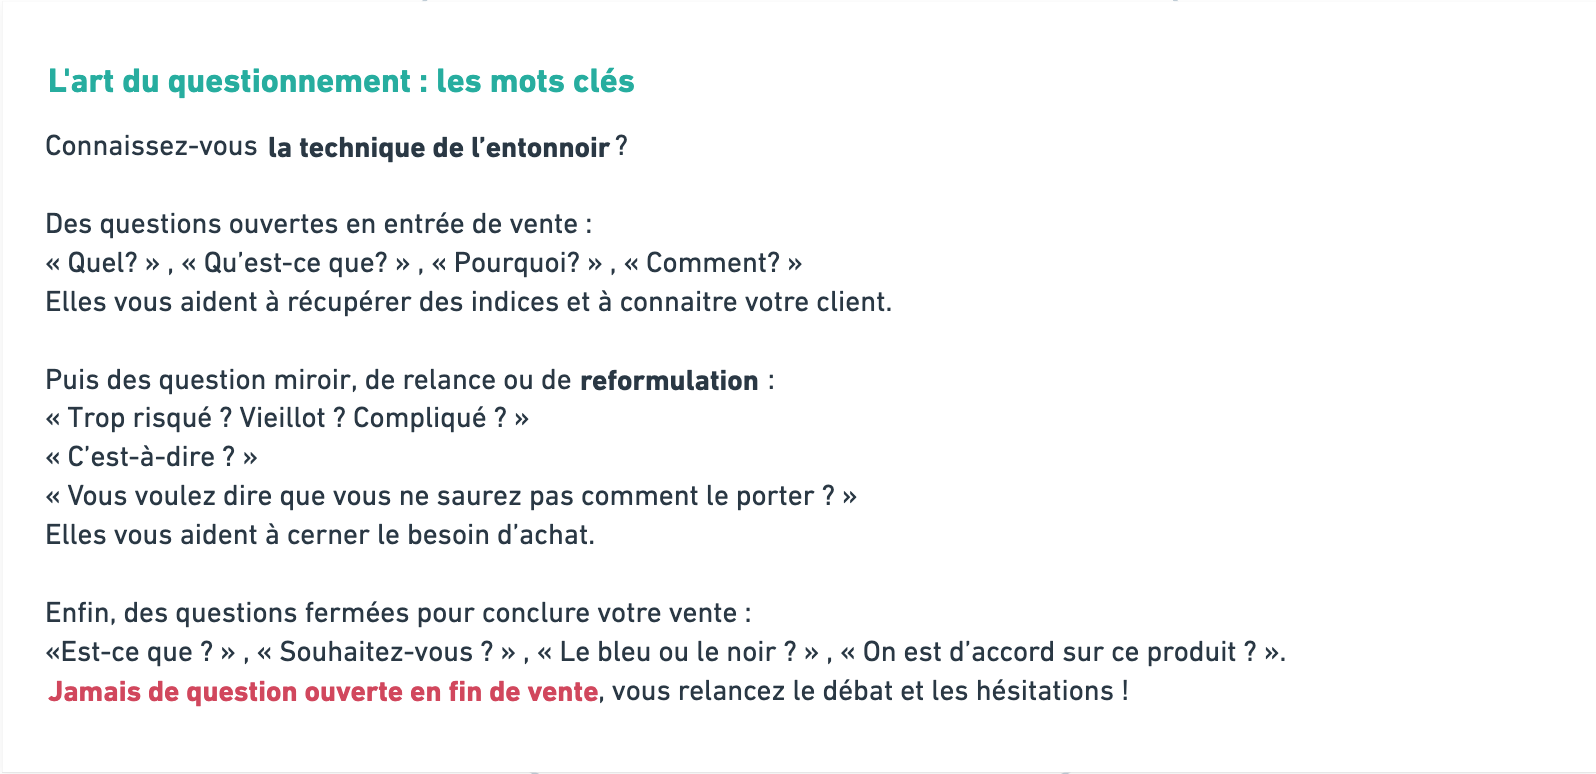 L'art du questionnement : les mots clés
Connaissez-vous la technique de l’entonnoir ?
Des questions ouvertes en entrée de vente :
« Quel? » , « Qu’est-ce que? » , « Pourquoi? » , « Comment? »
Elles vous aident à récupérer des indices et à connaitre votre client.
Puis des question miroir, de relance ou de reformulation :
« Trop risqué ? Vieillot ? Compliqué ? »
« C’est-à-dire ? »
« Vous voulez dire que vous ne saurez pas comment le porter ? »
Elles vous aident à cerner le besoin d’achat.
Enfin, des questions fermées pour conclure votre vente :
«Est-ce que ? » , « Souhaitez-vous ? » , « Le bleu ou le noir ? » , « On est d’accord sur ce produit ? ».
Jamais de question ouverte en fin de vente, vous relancez le débat et les hésitations !